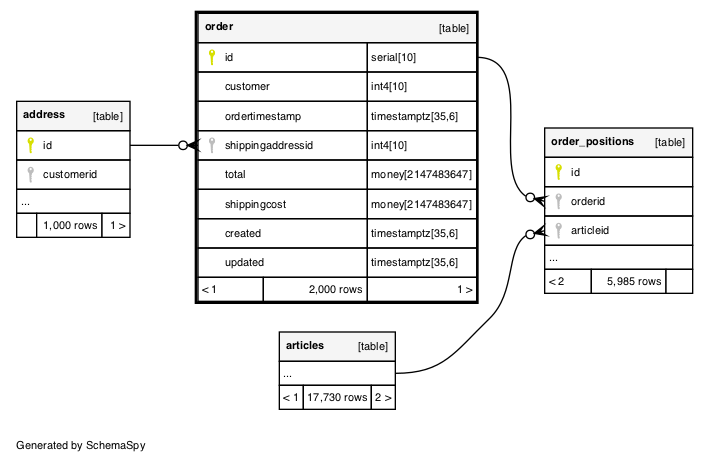 order [table]
id serial[10]
customer int4[10]
ordertimestamp timestamptz[35,6]
shippingaddressid int4[10]
total money[2147483647]
shippingcost money[2147483647]
created timestamptz[35,6]
updated timestamptz[35,6]
< 1 2,000 rows 1 >
address [table]
id
customerid
...
1,000 rows 1 >
order_positions [table]
id
orderid
articleid
...
< 2 5,985 rows
articles [table]
...
< 1 17,730 rows 2 >
Generated by SchemaSpy